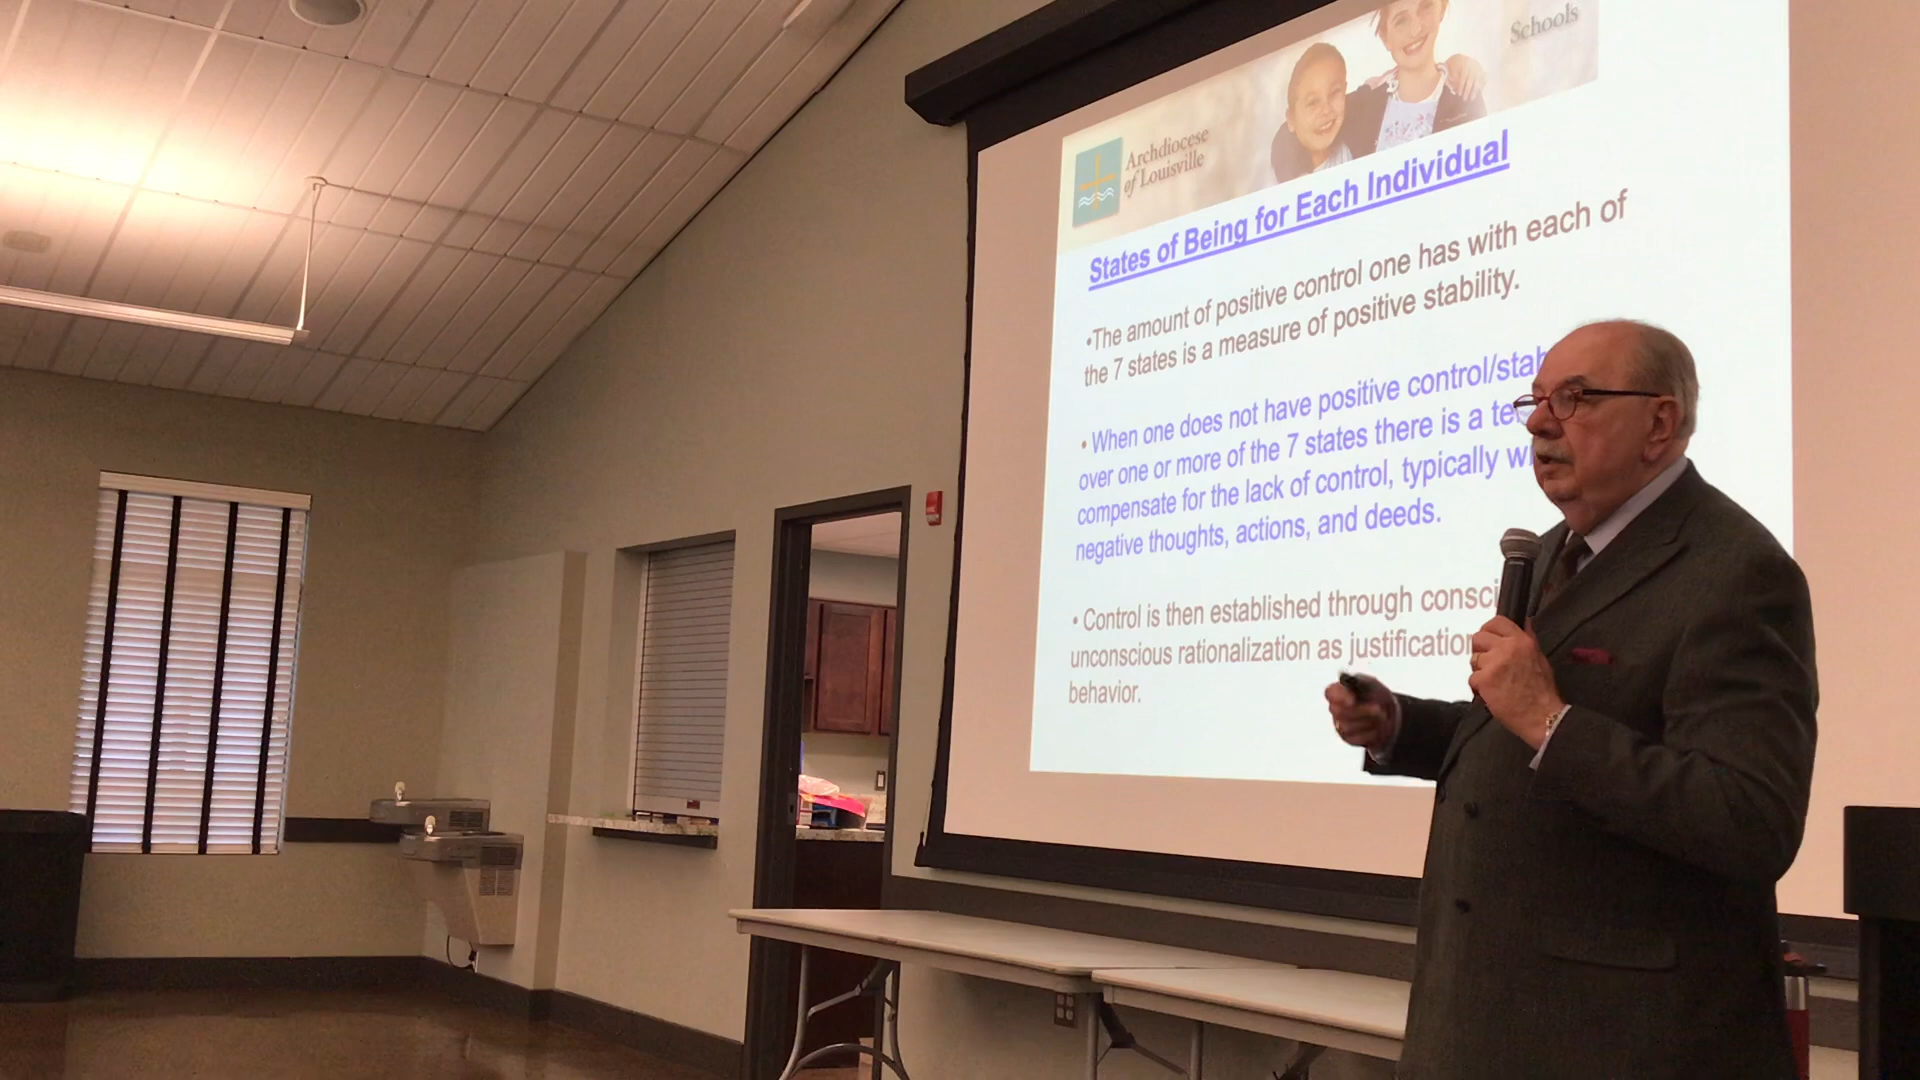 Schools
Archdiocese
of Louisville
States of Being for Each Individual
•The amount of positive control one has with each of
the 7 states is a measure of positive stability.
• When one does not have positive control/stab
over one or more of the 7 states there is a te
compensate for the lack of control, typically wi
negative thoughts, actions, and deeds.
• Control is then established through consci
unconscious rationalization as justification
behavior.